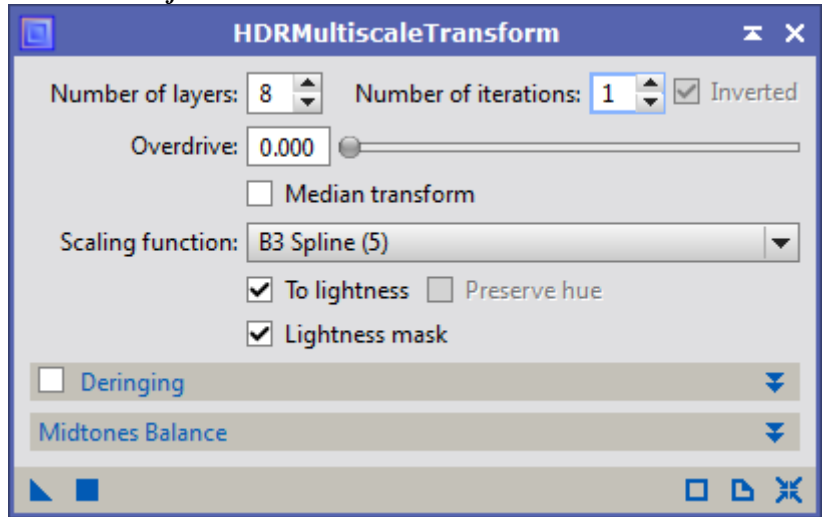 HDRMultiscaleTransform
Number of layers: 8 Number of iterations: 1 Inverted
Overdrive: 0.000
Median transform
Scaling function: B3 Spline (5)
To lightness Preserve hue
Lightness mask
Deringing
Midtones Balance